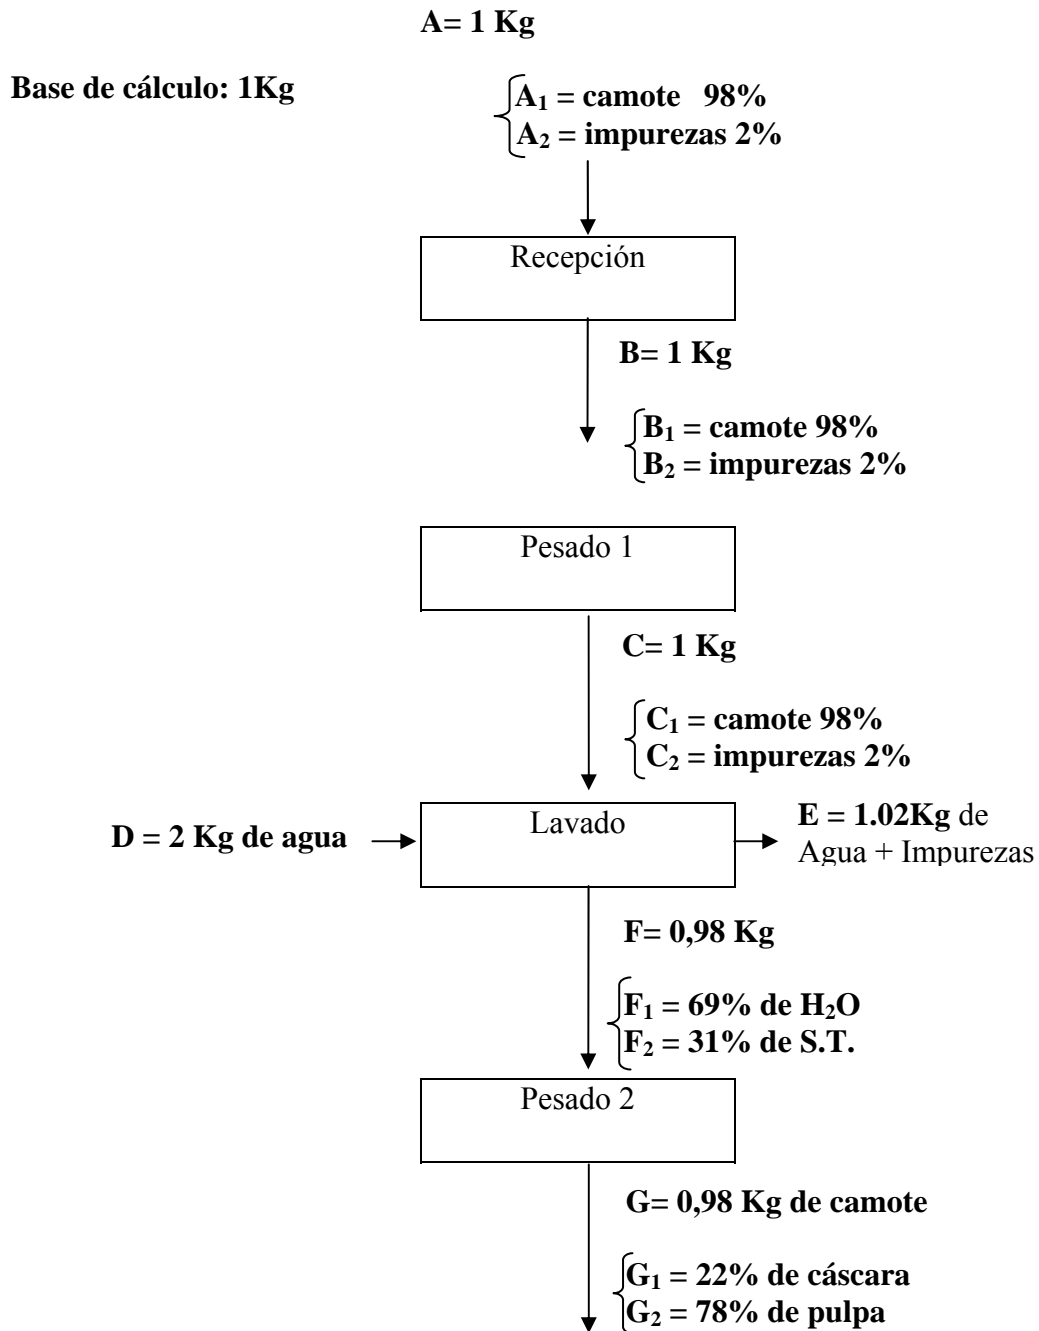 A= 1 Kg
Base de cálculo: 1Kg
A₁ = camote 98%
A₂ = impurezas 2%
Recepción
B= 1 Kg
B₁ = camote 98%
B₂ = impurezas 2%
Pesado 1
C= 1 Kg
C₁ = camote 98%
C₂ = impurezas 2%
D = 2 Kg de agua
Lavado
E = 1.02Kg de
Agua + Impurezas
F= 0,98 Kg
F₁ = 69% de H₂O
F₂ = 31% de S.T.
Pesado 2
G= 0,98 Kg de camote
G₁ = 22% de cáscara
G₂ = 78% de pulpa